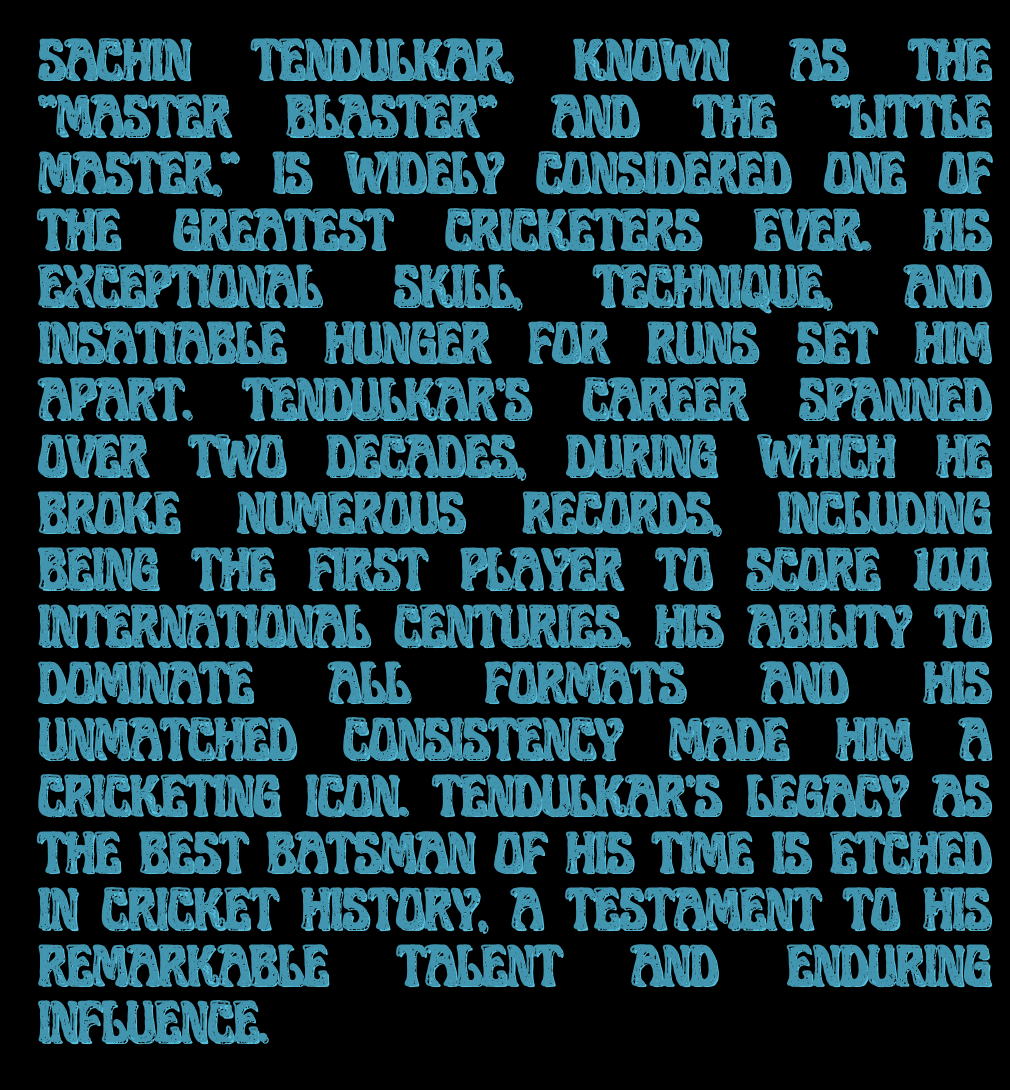 SACHIN TENDULKAR, KNOWN AS THE
"MASTER BLASTER" AND THE "LITTLE
MASTER," IS WIDELY CONSIDERED ONE OF
THE GREATEST CRICKETERS EVER. HIS
EXCEPTIONAL SKILL, TECHNIQUE, AND
INSATIABLE HUNGER FOR RUNS SET HIM
APART. TENDULKAR'S CAREER SPANNED
OVER TWO DECADES, DURING WHICH HE
BROKE NUMEROUS RECORDS, INCLUDING
BEING THE FIRST PLAYER TO SCORE 100
INTERNATIONAL CENTURIES. HIS ABILITY TO
DOMINATE ALL FORMATS AND HIS
UNMATCHED CONSISTENCY MADE HIM A
CRICKETING ICON. TENDULKAR'S LEGACY AS
THE BEST BATSMAN OF HIS TIME IS ETCHED
IN CRICKET HISTORY, A TESTAMENT TO HIS
REMARKABLE TALENT AND ENDURING
INFLUENCE.